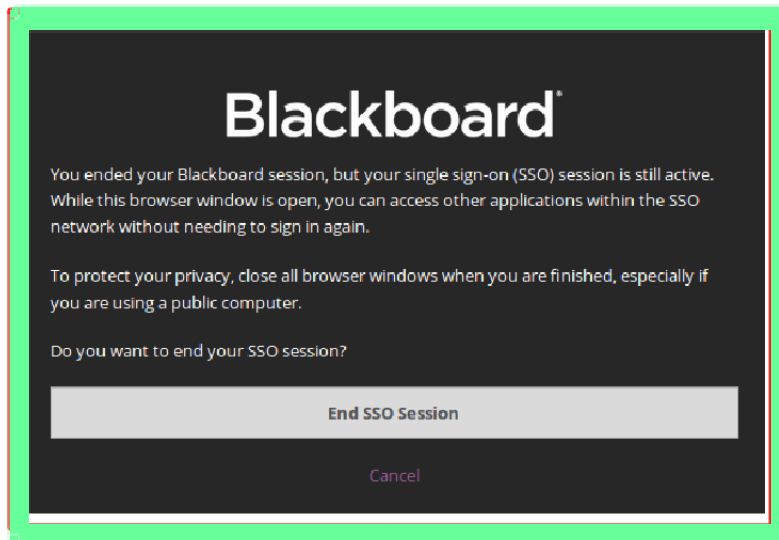 Blackboard®
You ended your Blackboard session, but your single sign-on (SSO) session is still active.
While this browser window is open, you can access other applications within the SSO
network without needing to sign in again.
To protect your privacy, close all browser windows when you are finished, especially if
you are using a public computer.
Do you want to end your SSO session?
End SSO Session
Cancel